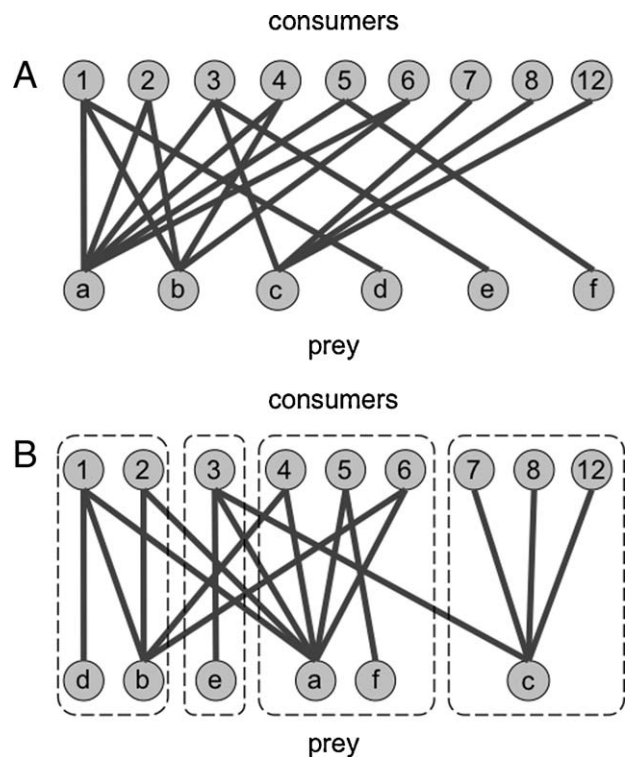 consumers
A
1 2 3 4 5 6 7 8 12
a b c d e f
prey
consumers
B
1 2 3 4 5 6 7 8 12
d b e a f c
prey